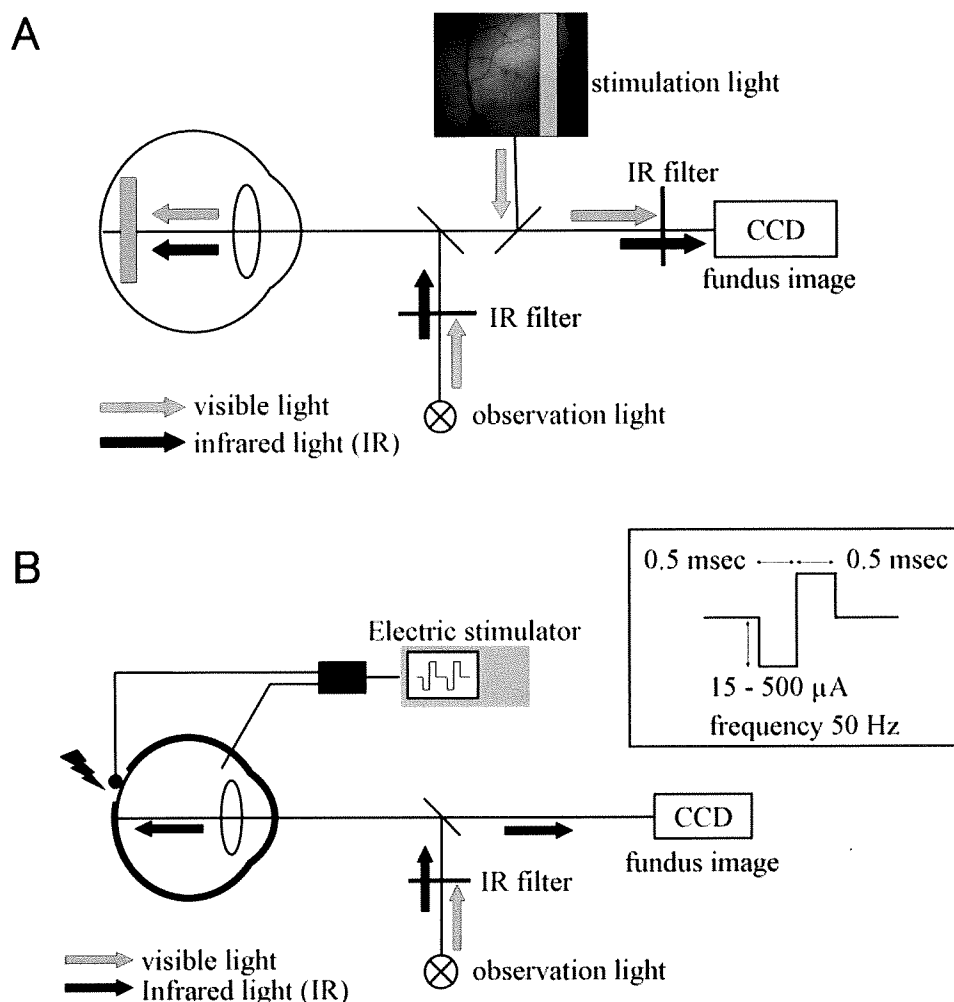 A
stimulation light
IR filter
CCD
fundus image
IR filter
visible light
observation light
infrared light (IR)
B
0.5 msec
0.5 msec
Electric stimulator
15 - 500 µA
frequency 50 Hz
CCD
fundus image
IR filter
visible light
observation light
Infrared light (IR)